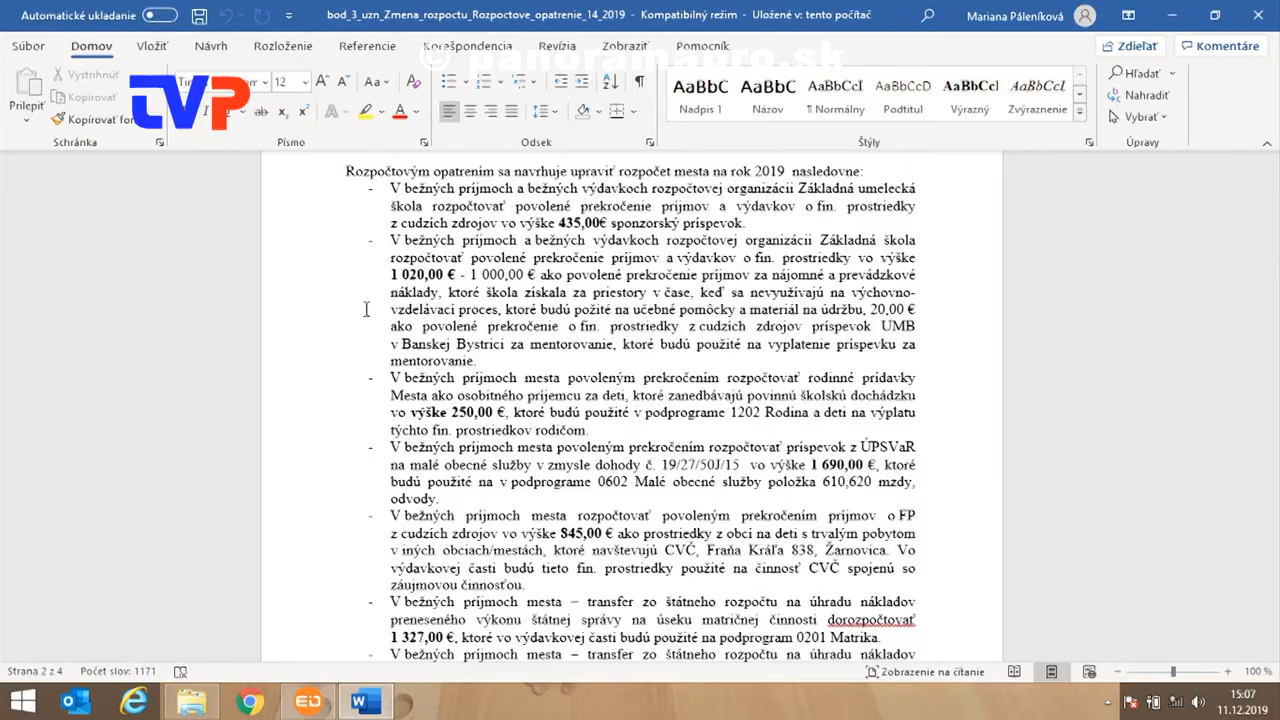 Automatické ukladanie
bod_3_uzn_Zmena_rozpoctu_Rozpoctove_opatrenie_14_2019 - Kompatibilný režim - Uložené v: tento počítač
Mariana Páleníková
Súbor Domov Vložiť Návrh Rozloženie Referencie Korešpondencia Revízia Zobraziť Pomocník Zdieľať Komentáre
© panoramapro.sk
tvP
Prilepiť
Vystrihnúť
Kopírovať
Kopírovať
12
Aa
AaBbC AaBbC AaBbCcI AaBbCcD AaBbCcI AaBbCcI
Nadpis 1 Názov ¶ Normálny Podtitul Výrazný Zvýraznenie
Hľadať
Nahradiť
Vybrať
Schránka Písmo Odsek Štýly Úpravy
Rozpočtovým opatrením sa navrhuje upraviť rozpočet mesta na rok 2019 nasledovne:
- V bežných príjmoch a bežných výdavkoch rozpočtovej organizácii Základná umelecká
škola rozpočtovať povolené prekročenie príjmov a výdavkov o fin. prostriedky
z cudzích zdrojov vo výške 435,00€ sponzorský príspevok.
- V bežných príjmoch a bežných výdavkoch rozpočtovej organizácii Základná škola
rozpočtovať povolené prekročenie príjmov a výdavkov o fin. prostriedky vo výške
1 020,00 € - 1 000,00 € ako povolené prekročenie príjmov za nájomné a prevádzkové
náklady, ktoré škola získala za priestory v čase, keď sa nevyužívajú na výchovno-
vzdelávací proces, ktoré budú požité na učebné pomôcky a materiál na údržbu, 20,00 €
ako povolené prekročenie o fin. prostriedky z cudzích zdrojov príspevok UMB
v Banskej Bystrici za mentorovanie, ktoré budú použité na vyplatenie príspevku za
mentorovanie.
- V bežných príjmoch mesta povoleným prekročením rozpočtovať rodinné prídavky
Mesta ako osobitného príjemcu za deti, ktoré zanedbávajú povinnú školskú dochádzku
vo výške 250,00 €, ktoré budú použité v podprograme 1202 Rodina a deti na výplatu
týchto fin. prostriedkov rodičom.
- V bežných príjmoch mesta povoleným prekročením rozpočtovať príspevok z ÚPSVaR
na malé obecné služby v zmysle dohody č. 19/27/50J/15 vo výške 1 690,00 €, ktoré
budú použité na v podprograme 0602 Malé obecné služby položka 610,620 mzdy,
odvody.
- V bežných príjmoch mesta rozpočtovať povoleným prekročením príjmov o FP
z cudzích zdrojov vo výške 845,00 € ako prostriedky z obcí na deti s trvalým pobytom
v iných obciach/mestách, ktoré navštevujú CVČ, Fraňa Kráľa 838, Žarnovica. Vo
výdavkovej časti budú tieto fin. prostriedky použité na činnosť CVČ spojenú so
záujmovou činnosťou.
- V bežných príjmoch mesta – transfer zo štátneho rozpočtu na úhradu nákladov
preneseného výkonu štátnej správy na úseku matričnej činnosti dorozpočtovať
1 327,00 €, ktoré vo výdavkovej časti budú použité na podprogram 0201 Matrika.
- V bežných príjmoch mesta – transfer zo štátneho rozpočtu na úhradu nákladov
Strana 2 z 4 Počet slov: 1171 Zobrazenie na čítanie 100 %
15:07
11.12.2019